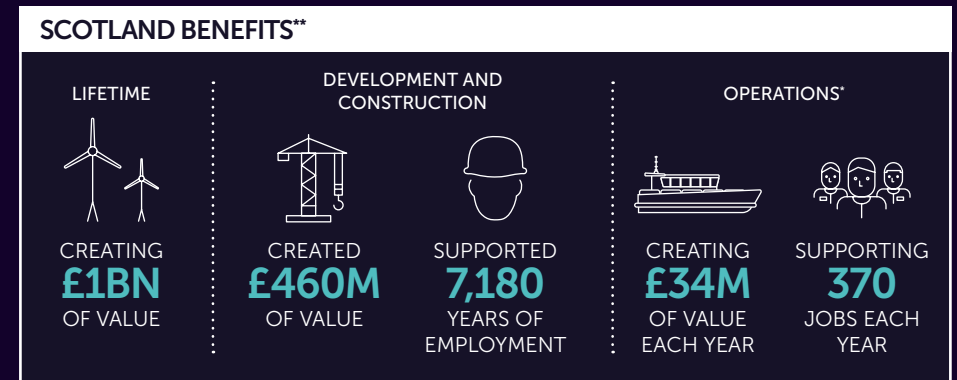 SCOTLAND BENEFITS**
LIFETIME
CREATING
£1BN
OF VALUE
DEVELOPMENT AND
CONSTRUCTION
CREATED
£460M
OF VALUE
SUPPORTED
7,180
YEARS OF
EMPLOYMENT
OPERATIONS*
CREATING
£34M
OF VALUE
EACH YEAR
SUPPORTING
370
JOBS EACH
YEAR